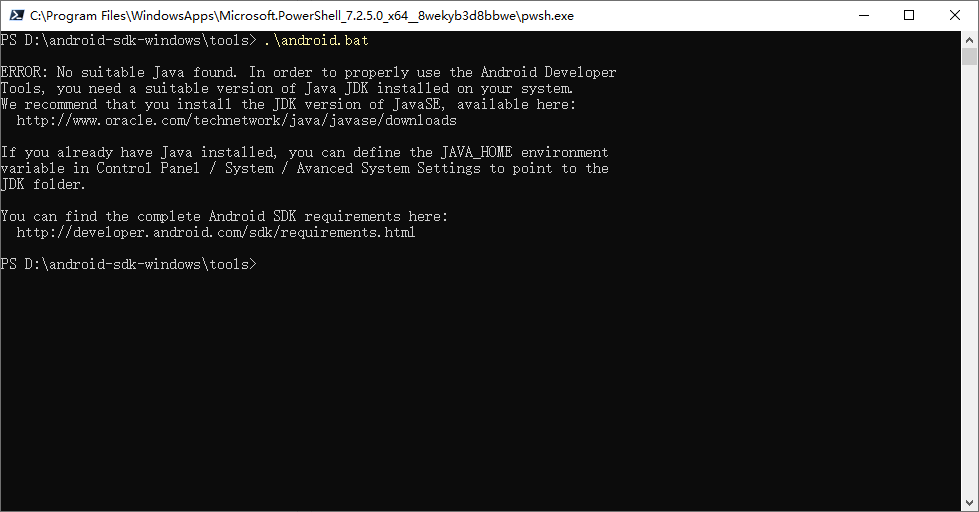 C:\Program Files\WindowsApps\Microsoft.PowerShell_7.2.5.0_x64__8wekyb3d8bbwe\pwsh.exe
PS D:\android-sdk-windows\tools> .\android.bat
ERROR: No suitable Java found. In order to properly use the Android Developer
Tools, you need a suitable version of Java JDK installed on your system.
We recommend that you install the JDK version of JavaSE, available here:
http://www.oracle.com/technetwork/java/javase/downloads
If you already have Java installed, you can define the JAVA_HOME environment
variable in Control Panel / System / Avanced System Settings to point to the
JDK folder.
You can find the complete Android SDK requirements here:
http://developer.android.com/sdk/requirements.html
PS D:\android-sdk-windows\tools>